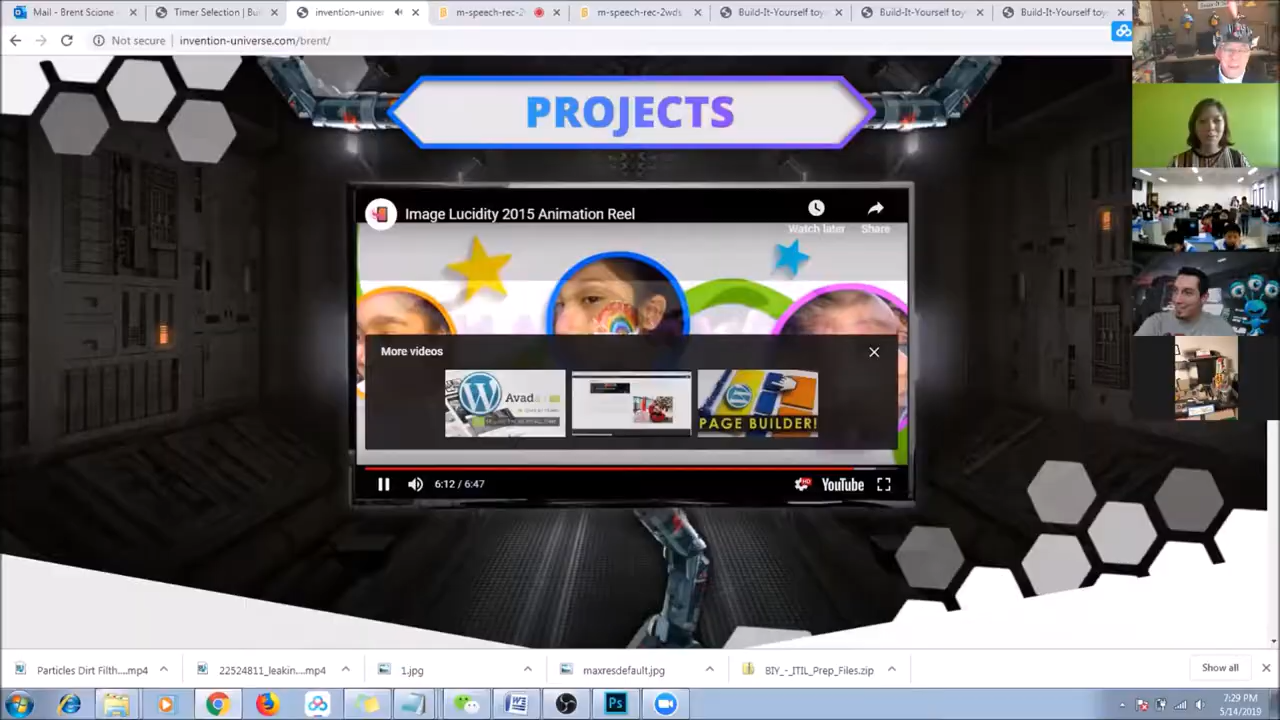 Mail - Brent Scione
Timer Selection | Bu
invention-unive
m-speech-rec-2
m-speech-rec-2wds
Build-It-Yourself toy
Build-It-Yourself toy
Build-It-Yourself toy
Not secure | invention-universe.com/brent/
PROJECTS
Image Lucidity 2015 Animation Reel
Watch later
Share
More videos
Avada
PAGE BUILDER!
6:12 / 6:47
HD
YouTube
Particles Dirt Filth....mp4
22524811_leakin....mp4
1.jpg
maxresdefault.jpg
BIY_-_ITIL_Prep_Files.zip
Show all
Ps
7:29 PM
5/14/2019